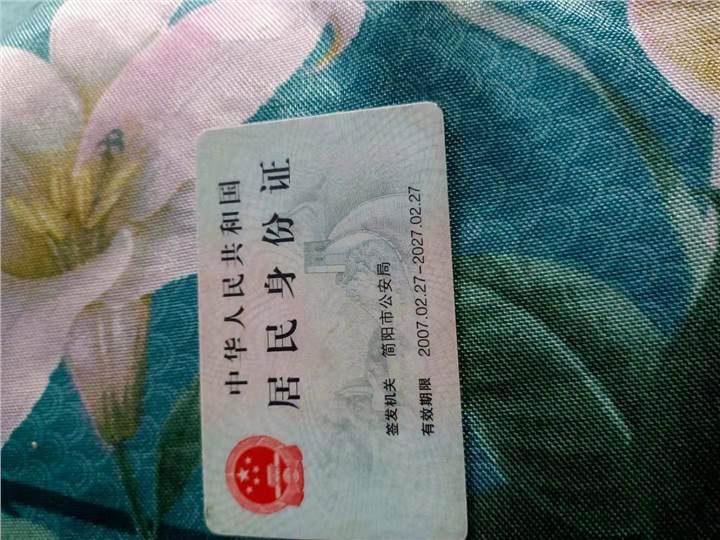 中华人民共和国
居民身份证
签发机关 简阳市公安局
有效期限 2007.02.27-2027.02.27